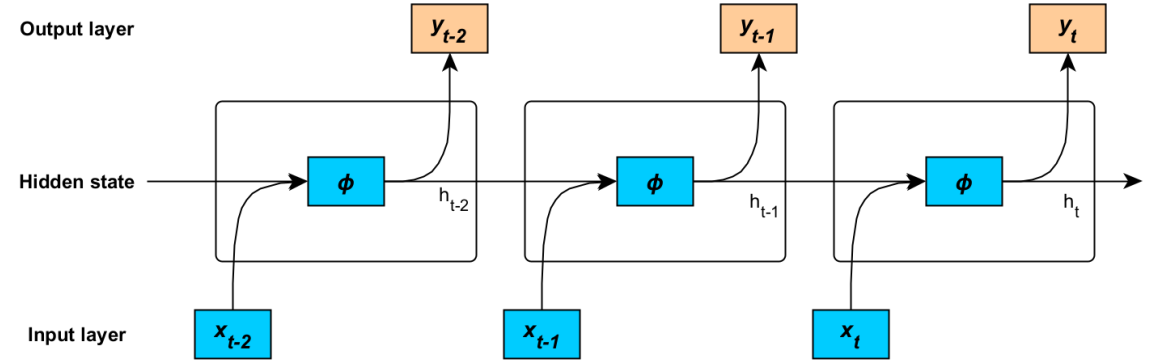 Output layer y_{t-2} y_{t-1} y_t
Hidden state ϕ ϕ ϕ
h_{t-2} h_{t-1} h_t
Input layer x_{t-2} x_{t-1} x_t